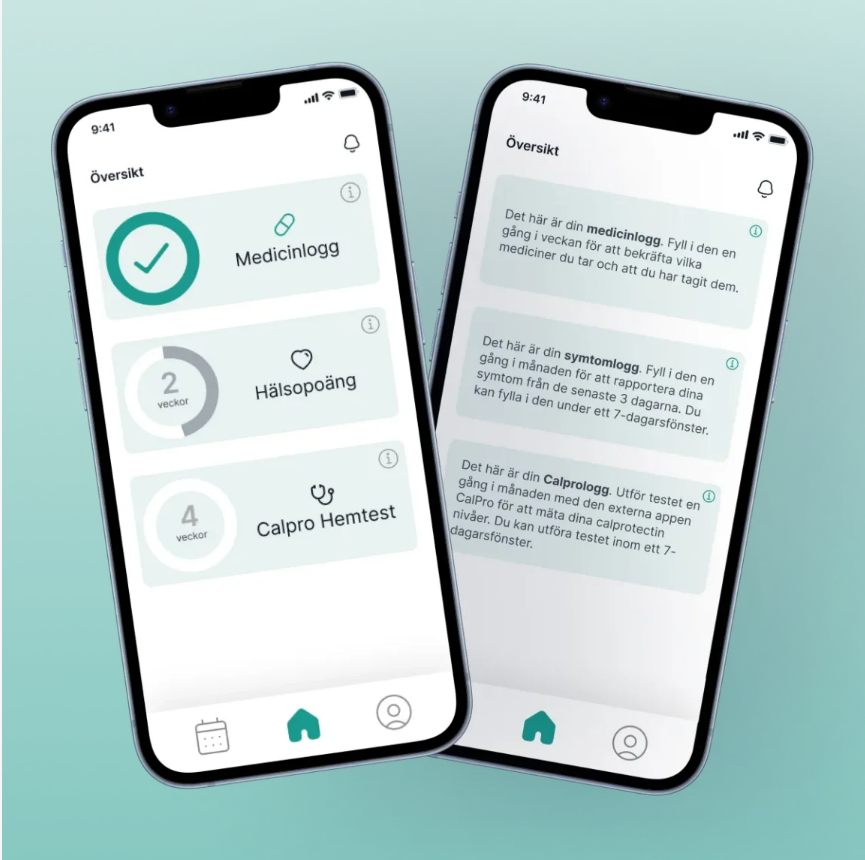 9:41
Översikt
Medicinlogg
2
veckor
Hälsopoäng
4
veckor
Calpro Hemtest
9:41
Översikt
Det här är din medicinlogg. Fyll i den en
gång i veckan för att bekräfta vilka
mediciner du tar och att du har tagit dem.
Det här är din symtomlogg. Fyll i den en
gång i månaden för att rapportera dina
symtom från de senaste 3 dagarna. Du
kan fylla i den under ett 7-dagarsfönster.
Det här är din Calprologg. Utför testet en
gång i månaden med den externa appen
CalPro för att mäta dina calprotectin
nivåer. Du kan utföra testet inom ett 7-
dagarsfönster.